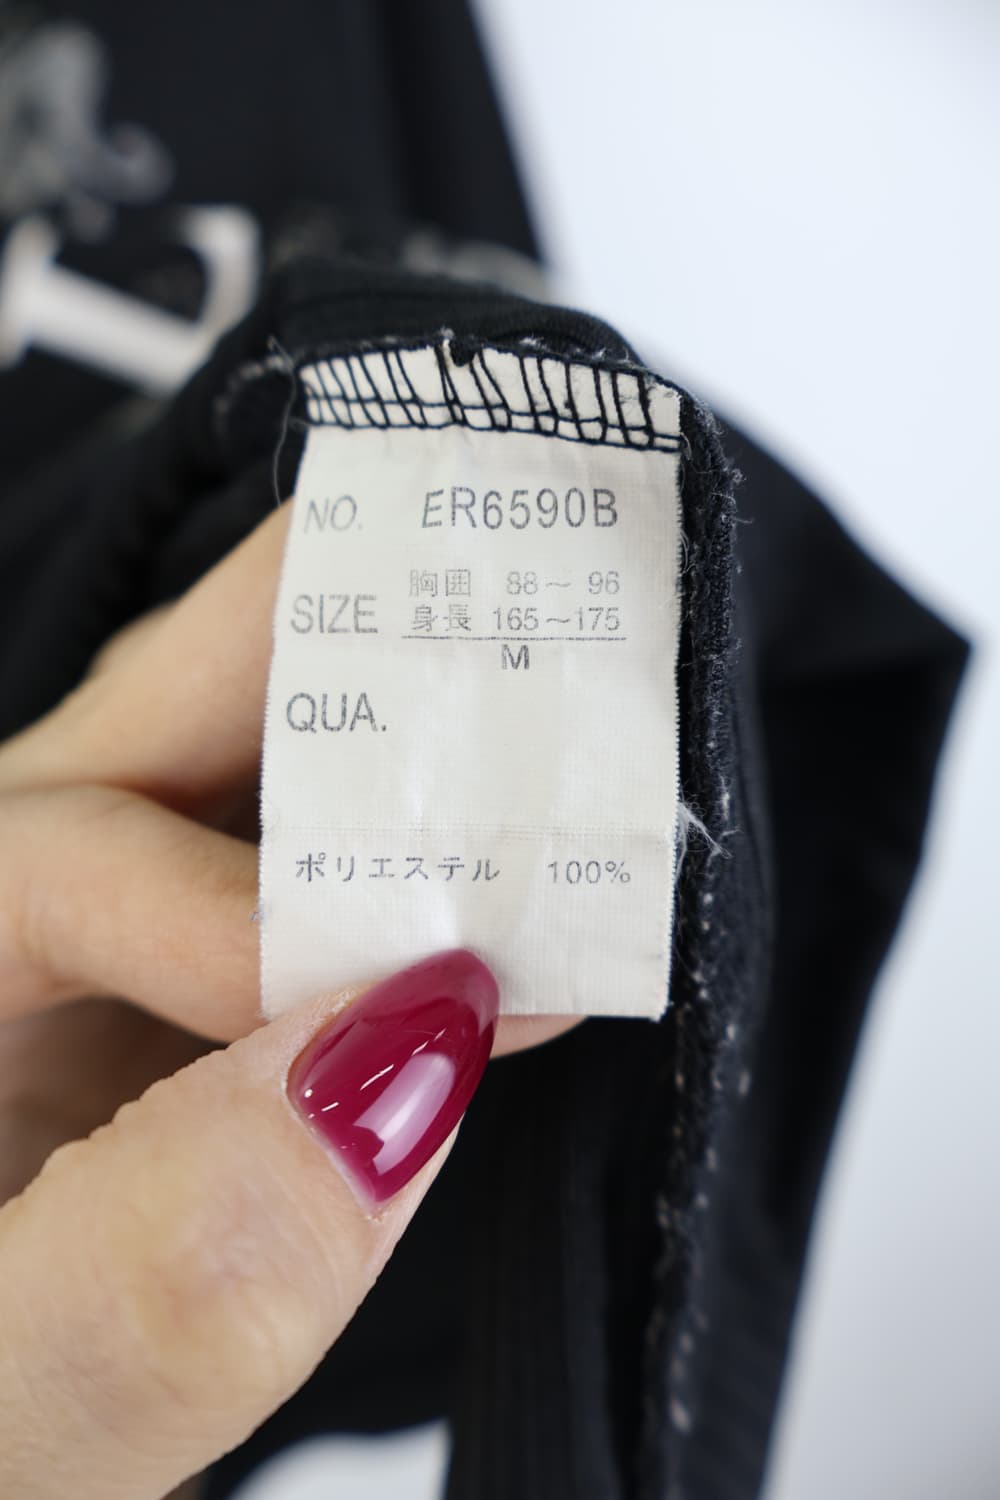 NO. ER6590B
胸囲 88～ 96
SIZE 身長 165～175
M
QUA.
ポリエステル 100%